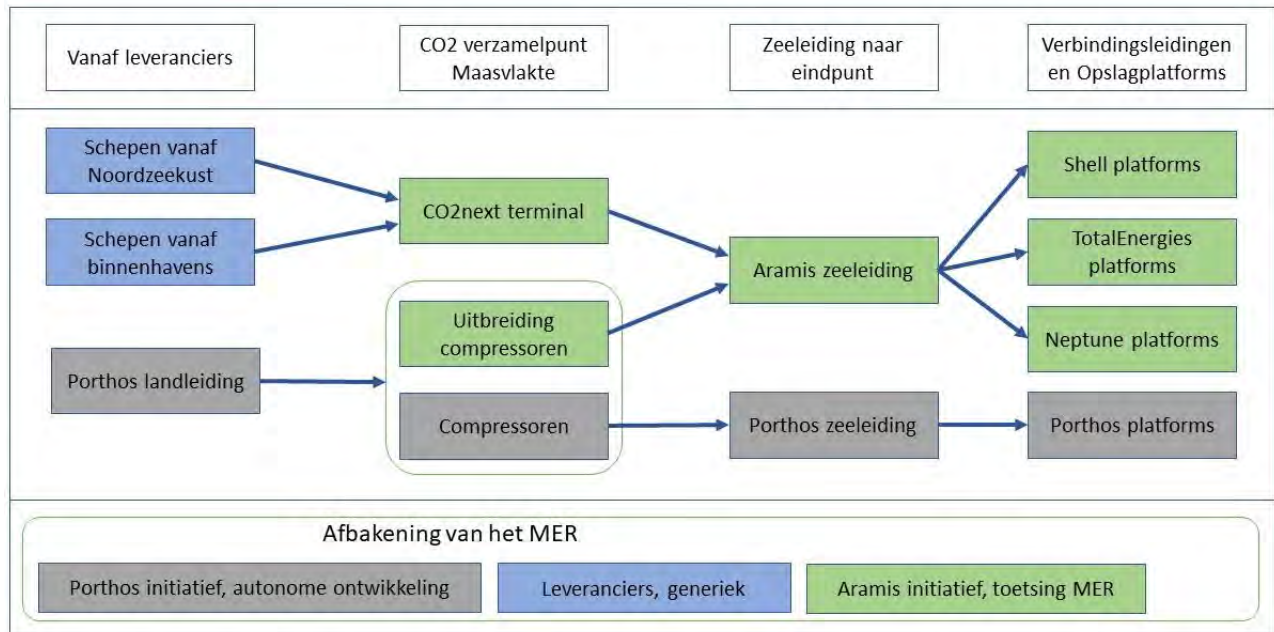 Vanaf leveranciers
CO2 verzamelpunt
Maasvlakte
Zeeleiding naar
eindpunt
Verbindingsleidingen
en Opslagplatforms
Schepen vanaf
Noordzeekust
Schepen vanaf
binnenhavens
Porthos landleiding
CO2next terminal
Uitbreiding
compressoren
Compressoren
Aramis zeeleiding
Porthos zeeleiding
Shell platforms
TotalEnergies
platforms
Neptune platforms
Porthos platforms
Afbakening van het MER
Porthos initiatief, autonome ontwikkeling
Leveranciers, generiek
Aramis initiatief, toetsing MER